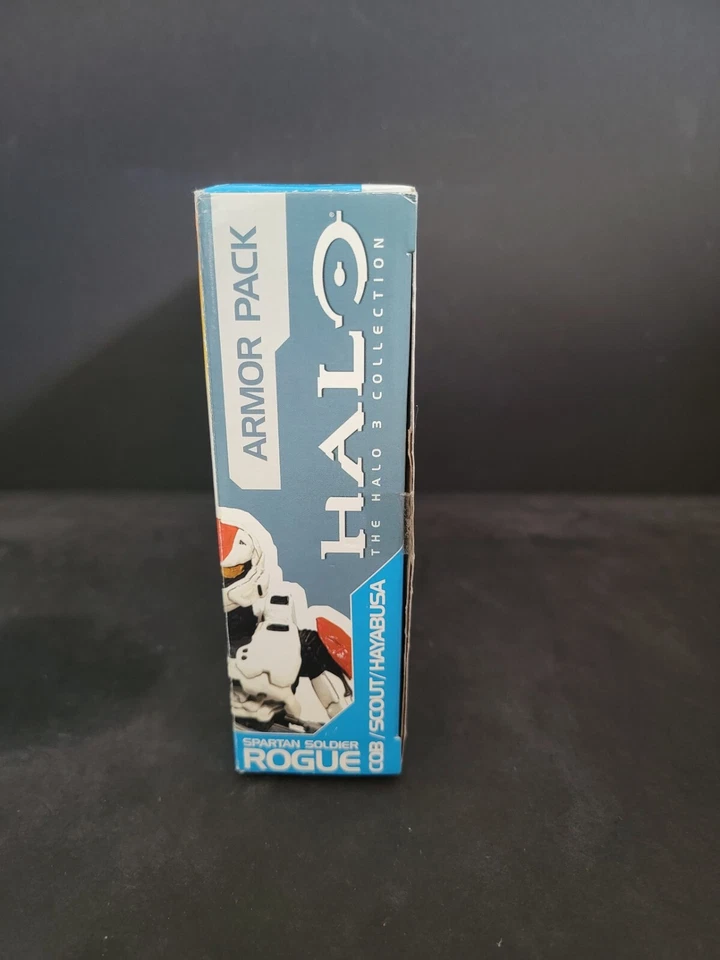 ARMOR PACK
HALO
THE HALO 3 COLLECTION
SPARTAN SOLDIER
ROGUE
CQB/SCOUT/HAYABUSA